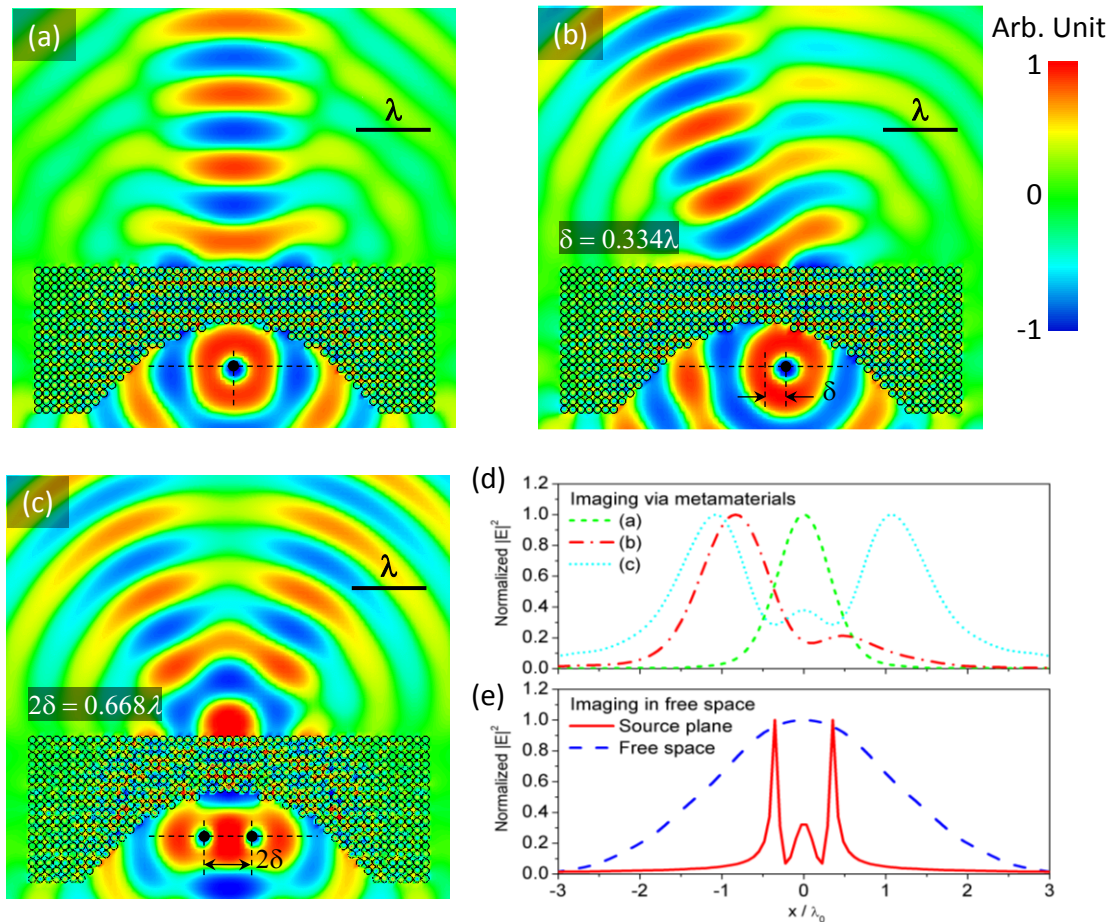 (a)
λ
(b)
λ
δ = 0.334λ
δ
Arb. Unit
1
0
-1
(c)
λ
2δ = 0.668λ
2δ
(d)
1.2
1.0
0.8
0.6
0.4
0.2
0.0
Normalized |E|²
Imaging via metamaterials
(a)
(b)
(c)
(e)
1.2
1.0
0.8
0.6
0.4
0.2
0.0
Normalized |E|²
Imaging in free space
Source plane
Free space
-3 -2 -1 0 1 2 3
x / λ₀